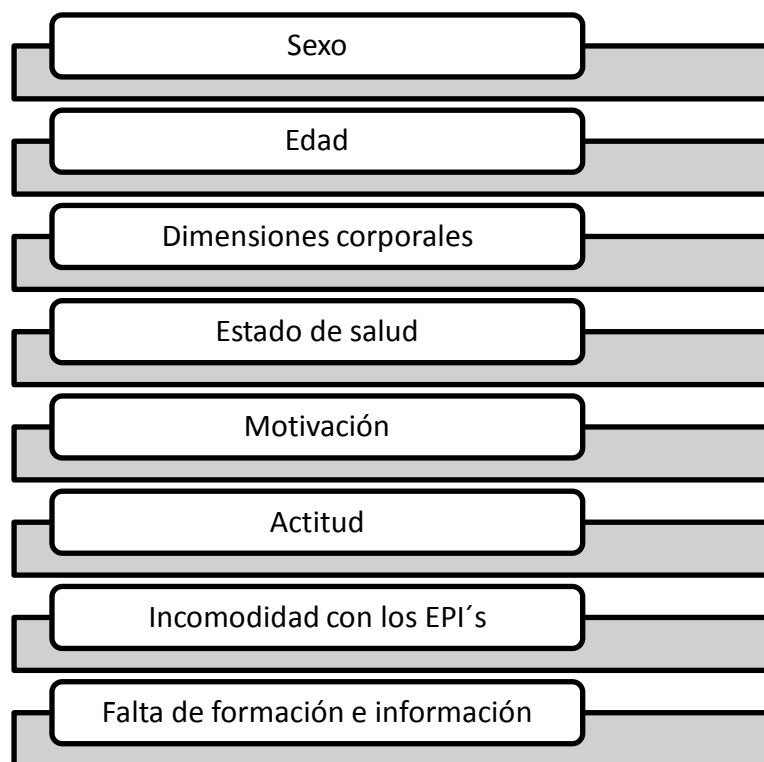 Sexo
Edad
Dimensiones corporales
Estado de salud
Motivación
Actitud
Incomodidad con los EPI´s
Falta de formación e información